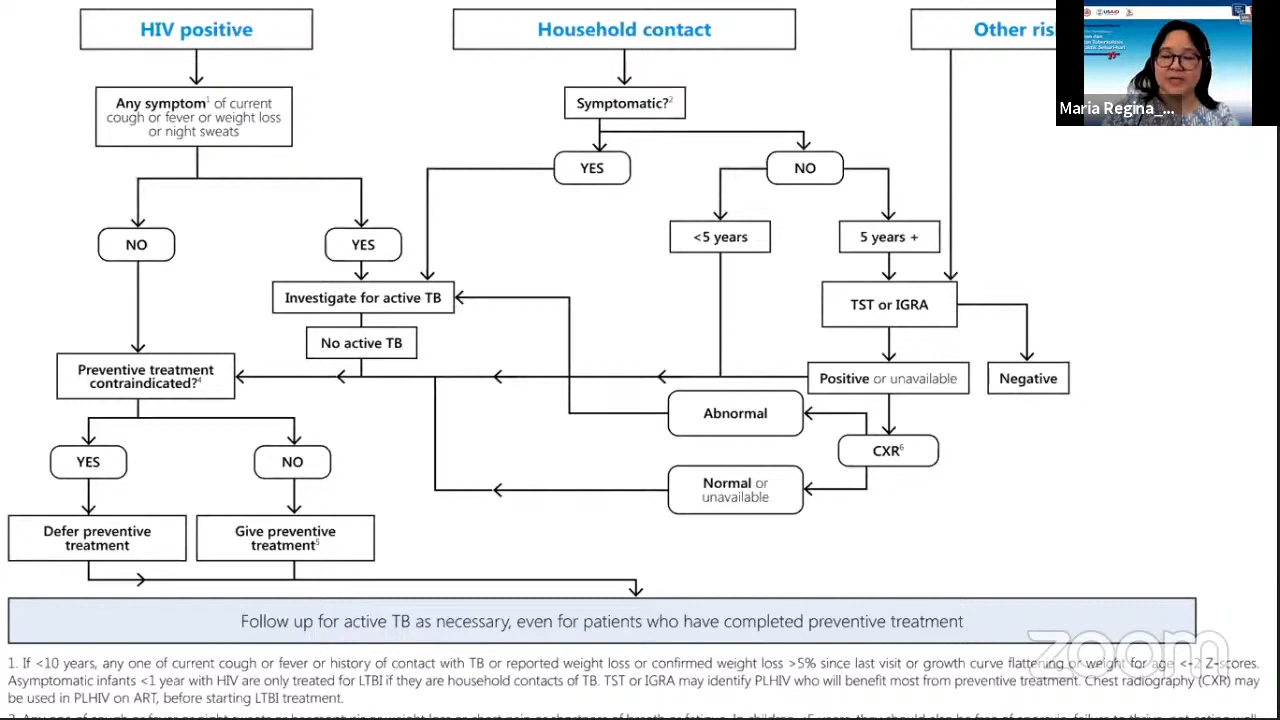 HIV positive
Household contact
Other ris
Any symptom1 of current
cough or fever or weight loss
or night sweats
Symptomatic?2
YES
NO
NO
YES
<5 years
5 years +
Investigate for active TB
TST or IGRA
No active TB
Preventive treatment
contraindicated?4
Positive or unavailable
Negative
Abnormal
CXR6
YES
NO
Normal or
unavailable
Defer preventive
treatment
Give preventive
treatment5
Follow up for active TB as necessary, even for patients who have completed preventive treatment
1. If <10 years, any one of current cough or fever or history of contact with TB or reported weight loss or confirmed weight loss >5% since last visit or growth curve flattening or weight for age <-2 Z-scores.
Asymptomatic infants <1 year with HIV are only treated for LTBI if they are household contacts of TB. TST or IGRA may identify PLHIV who will benefit most from preventive treatment. Chest radiography (CXR) may
be used in PLHIV on ART, before starting LTBI treatment.
Maria Regina_...
USAID
zoom